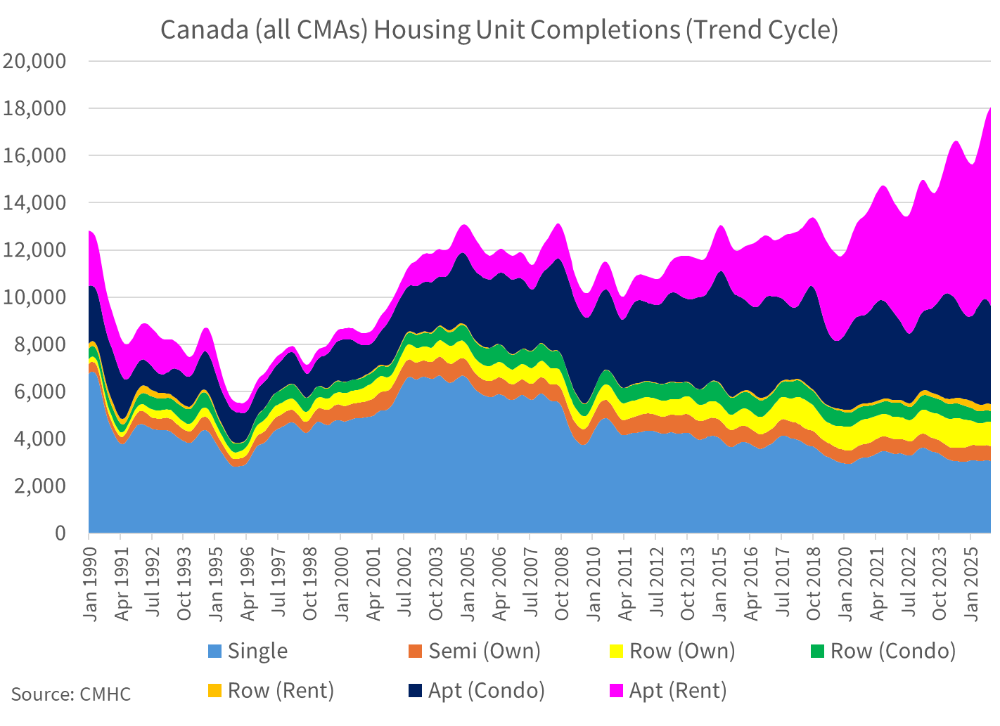 Canada (all CMAs) Housing Unit Completions (Trend Cycle)
20,000
18,000
16,000
14,000
12,000
10,000
8,000
6,000
4,000
2,000
0
Jan 1990
Apr 1991
Jul 1992
Oct 1993
Jan 1995
Apr 1996
Jul 1997
Oct 1998
Jan 2000
Apr 2001
Jul 2002
Oct 2003
Jan 2005
Apr 2006
Jul 2007
Oct 2008
Jan 2010
Apr 2011
Jul 2012
Oct 2013
Jan 2015
Apr 2016
Jul 2017
Oct 2018
Jan 2020
Apr 2021
Jul 2022
Oct 2023
Jan 2025
Single
Semi (Own)
Row (Own)
Row (Condo)
Row (Rent)
Apt (Condo)
Apt (Rent)
Source: CMHC